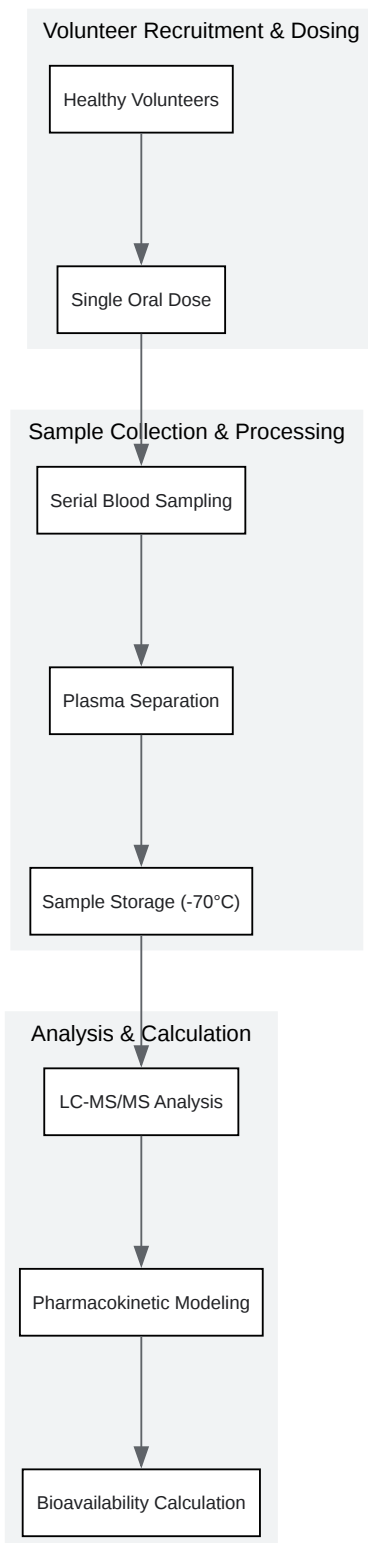 Volunteer Recruitment & Dosing
Healthy Volunteers
Single Oral Dose
Sample Collection & Processing
Serial Blood Sampling
Plasma Separation
Sample Storage (-70°C)
Analysis & Calculation
LC-MS/MS Analysis
Pharmacokinetic Modeling
Bioavailability Calculation